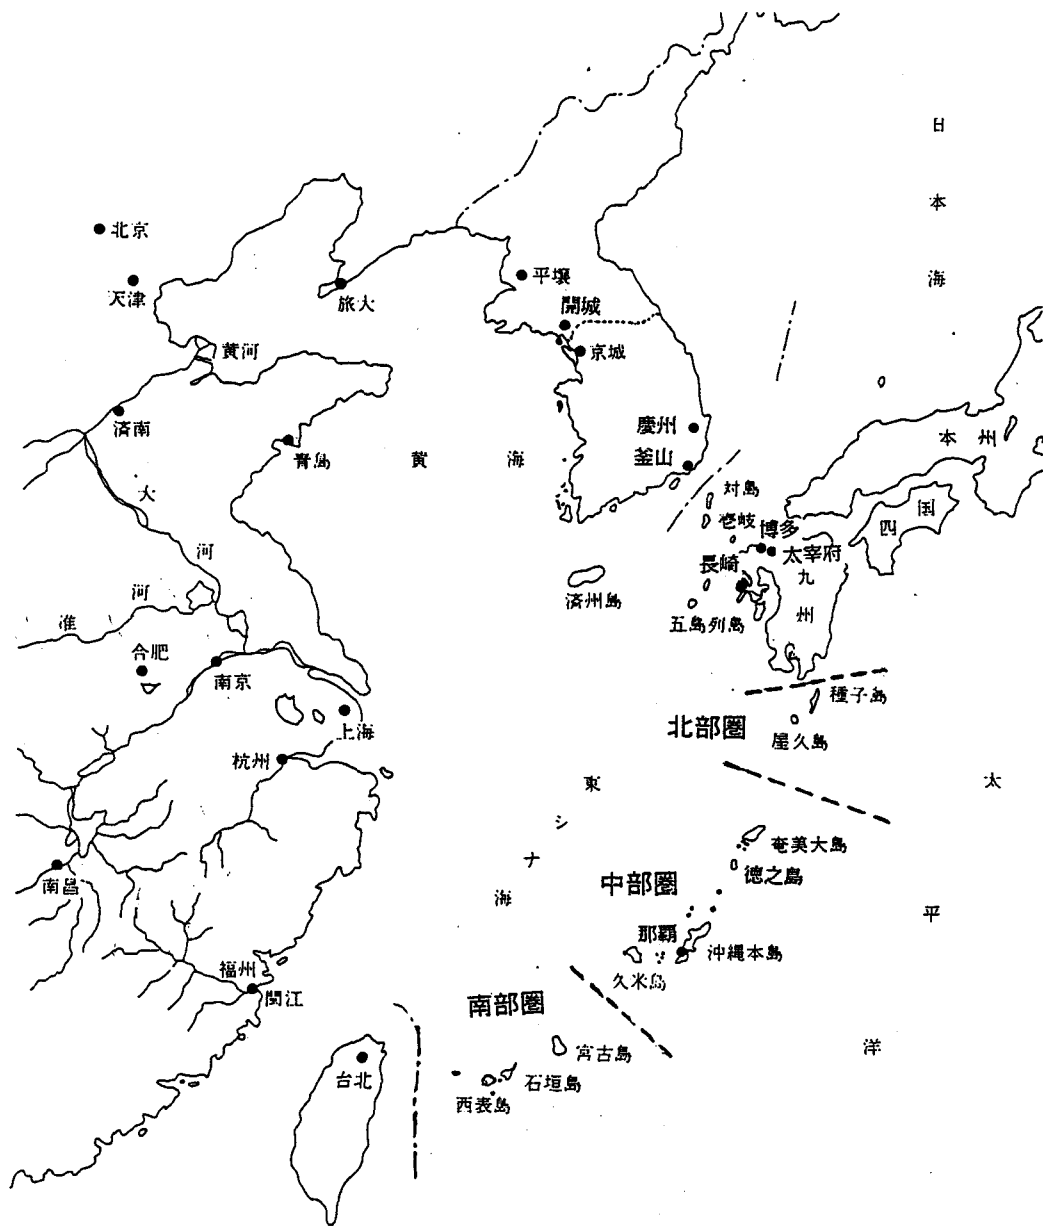 日本海
北京
天津
旅大
平壌
開城
京城
黄河
済南
青島
黄海
慶州
釜山
本州
対島
壱岐
博多
太宰府
四国
長崎
九州
大河
淮河
済州島
五島列島
合肥
南京
上海
杭州
種子島
北部圏
屋久島
東シナ海
太平洋
奄美大島
徳之島
中部圏
南昌
那覇
沖縄本島
久米島
福州
閩江
南部圏
宮古島
台北
石垣島
西表島